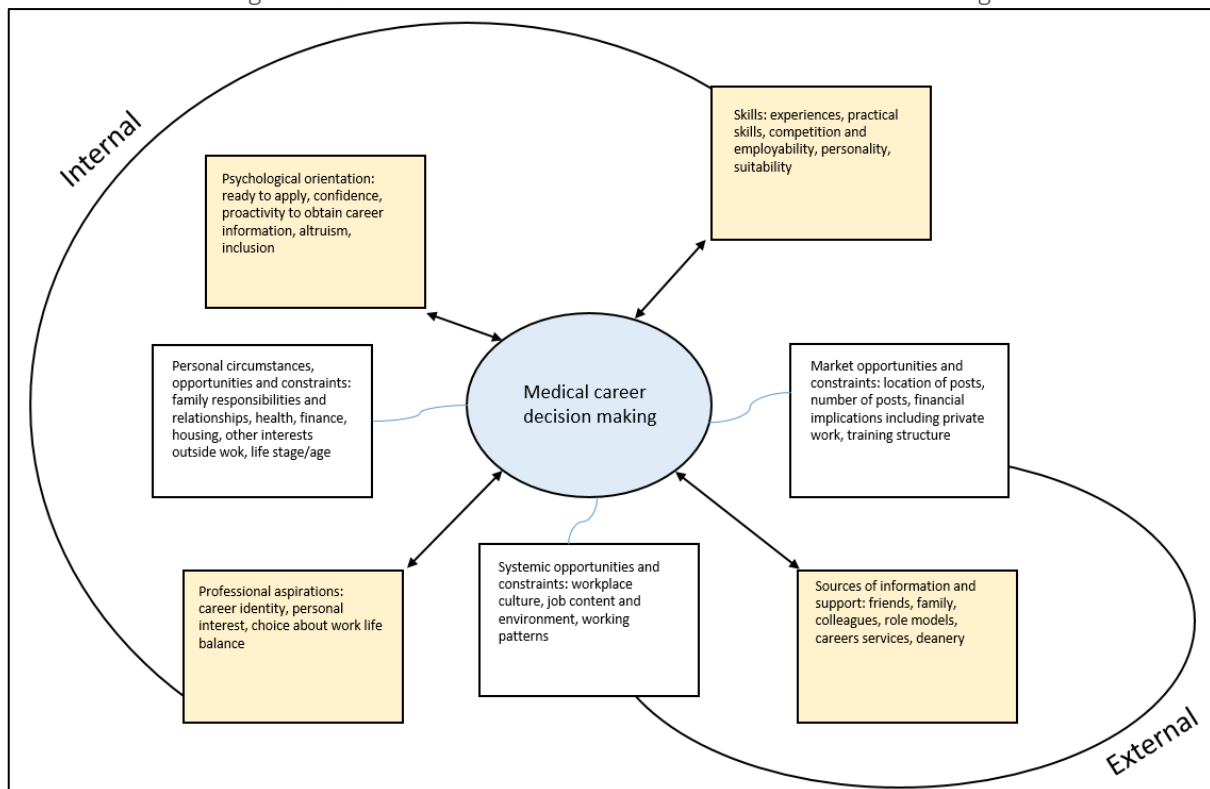 Internal
Skills: experiences, practical
skills, competition and
employability, personality,
suitability
Psychological orientation:
ready to apply, confidence,
proactivity to obtain career
information, altruism,
inclusion
Personal circumstances,
opportunities and constraints:
family responsibilities and
relationships, health, finance,
housing, other interests
outside wok, life stage/age
Medical career
decision making
Market opportunities and
constraints: location of posts,
number of posts, financial
implications including private
work, training structure
Professional aspirations:
career identity, personal
interest, choice about work life
balance
Systemic opportunities and
constraints: workplace
culture, job content and
environment, working
patterns
Sources of information and
support: friends, family,
colleagues, role models,
careers services, deanery
External